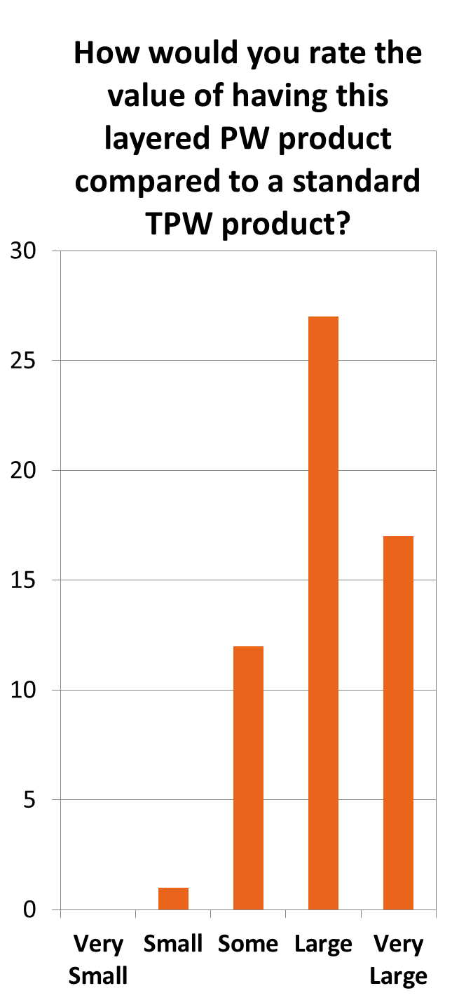 How would you rate the
value of having this
layered PW product
compared to a standard
TPW product?
30
25
20
15
10
5
0
Very Small Small Some Large Very Large